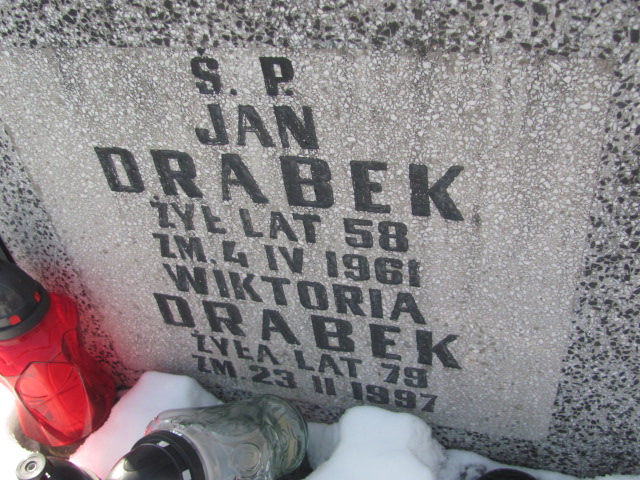 Ś. P.
JAN
DRABEK
ŻYŁ LAT 58
ZM. 4 IV 1961
WIKTORIA
DRABEK
ŻYŁA LAT 79
ZM 23 II 1997